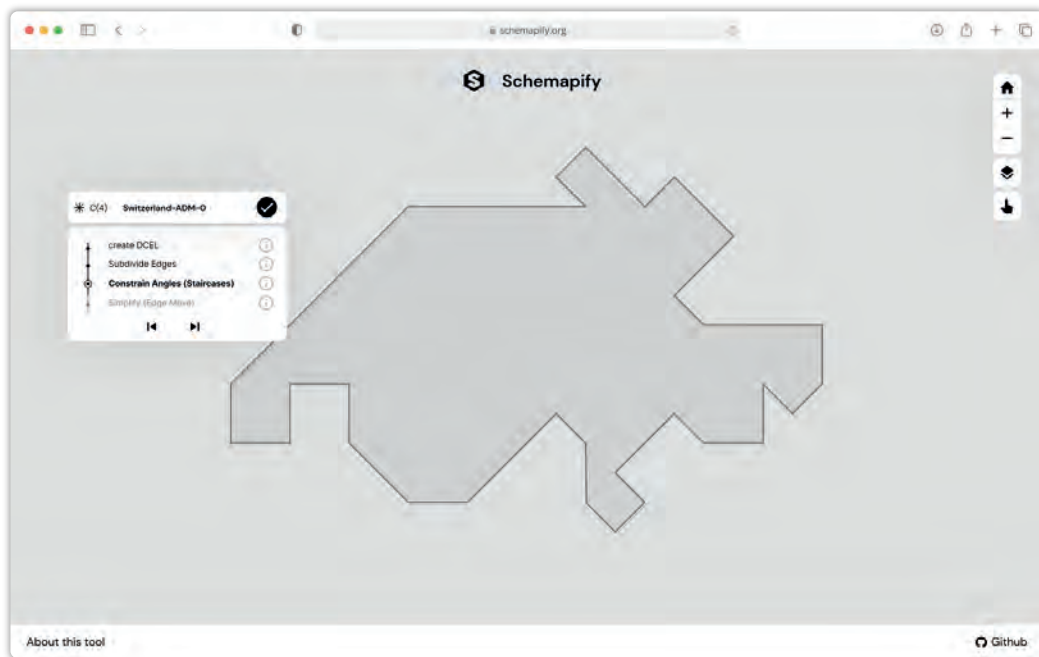 schemapify.org
Schemapify
C(4) Switzerland-ADM-0
create DCEL
Subdivide Edges
Constrain Angles (Staircases)
Simplify (Edge Move)
About this tool
Github